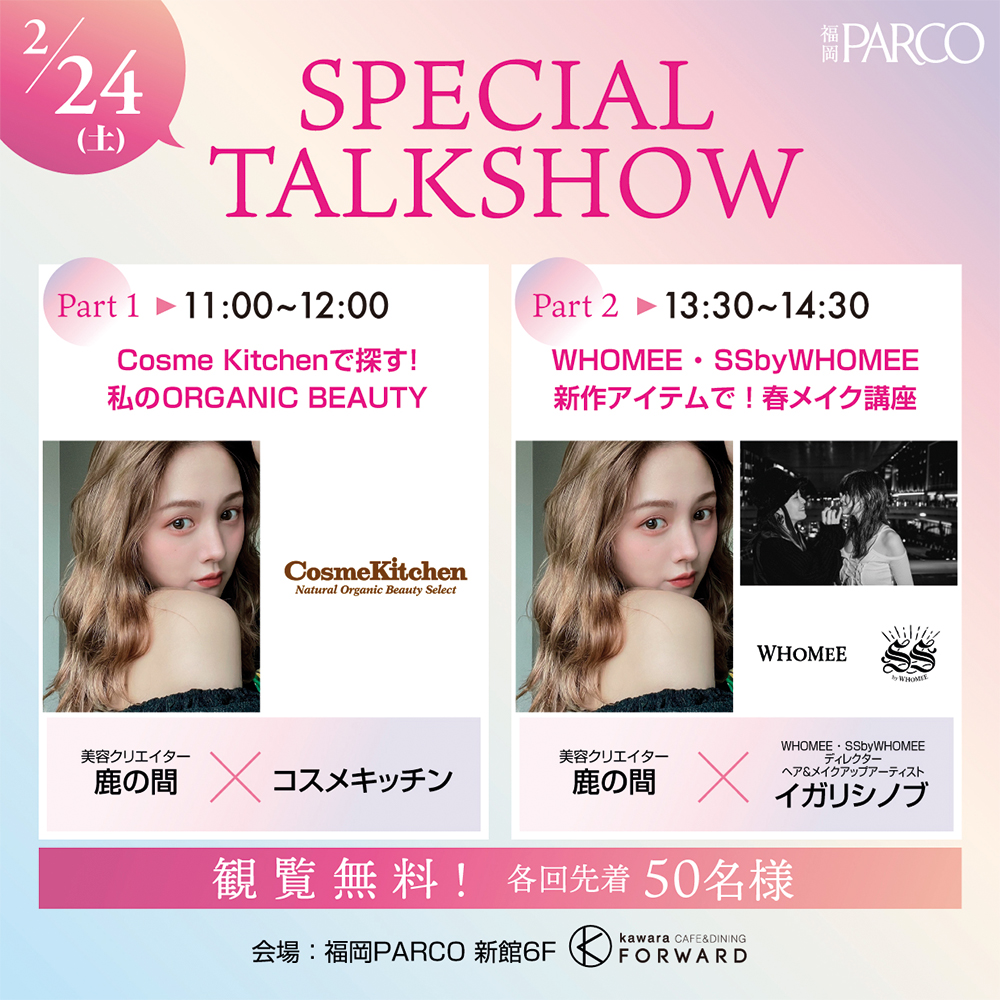 2/24
(土)
福岡PARCO
SPECIAL
TALKSHOW
Part 1 ▶ 11:00~12:00
Cosme Kitchenで探す!
私のORGANIC BEAUTY
CosmeKitchen
Natural Organic Beauty Select
美容クリエイター
鹿の間
×
コスメキッチン
Part 2 ▶ 13:30~14:30
WHOMEE・SSbyWHOMEE
新作アイテムで！春メイク講座
WHOMEE
SS
by WHOMEE
美容クリエイター
鹿の間
×
WHOMEE・SSbyWHOMEE
ディレクター
ヘア&メイクアップアーティスト
イガリシノブ
観覧無料！ 各回先着 50名様
会場：福岡PARCO 新館6F
kawara CAFE&DINING
FORWARD